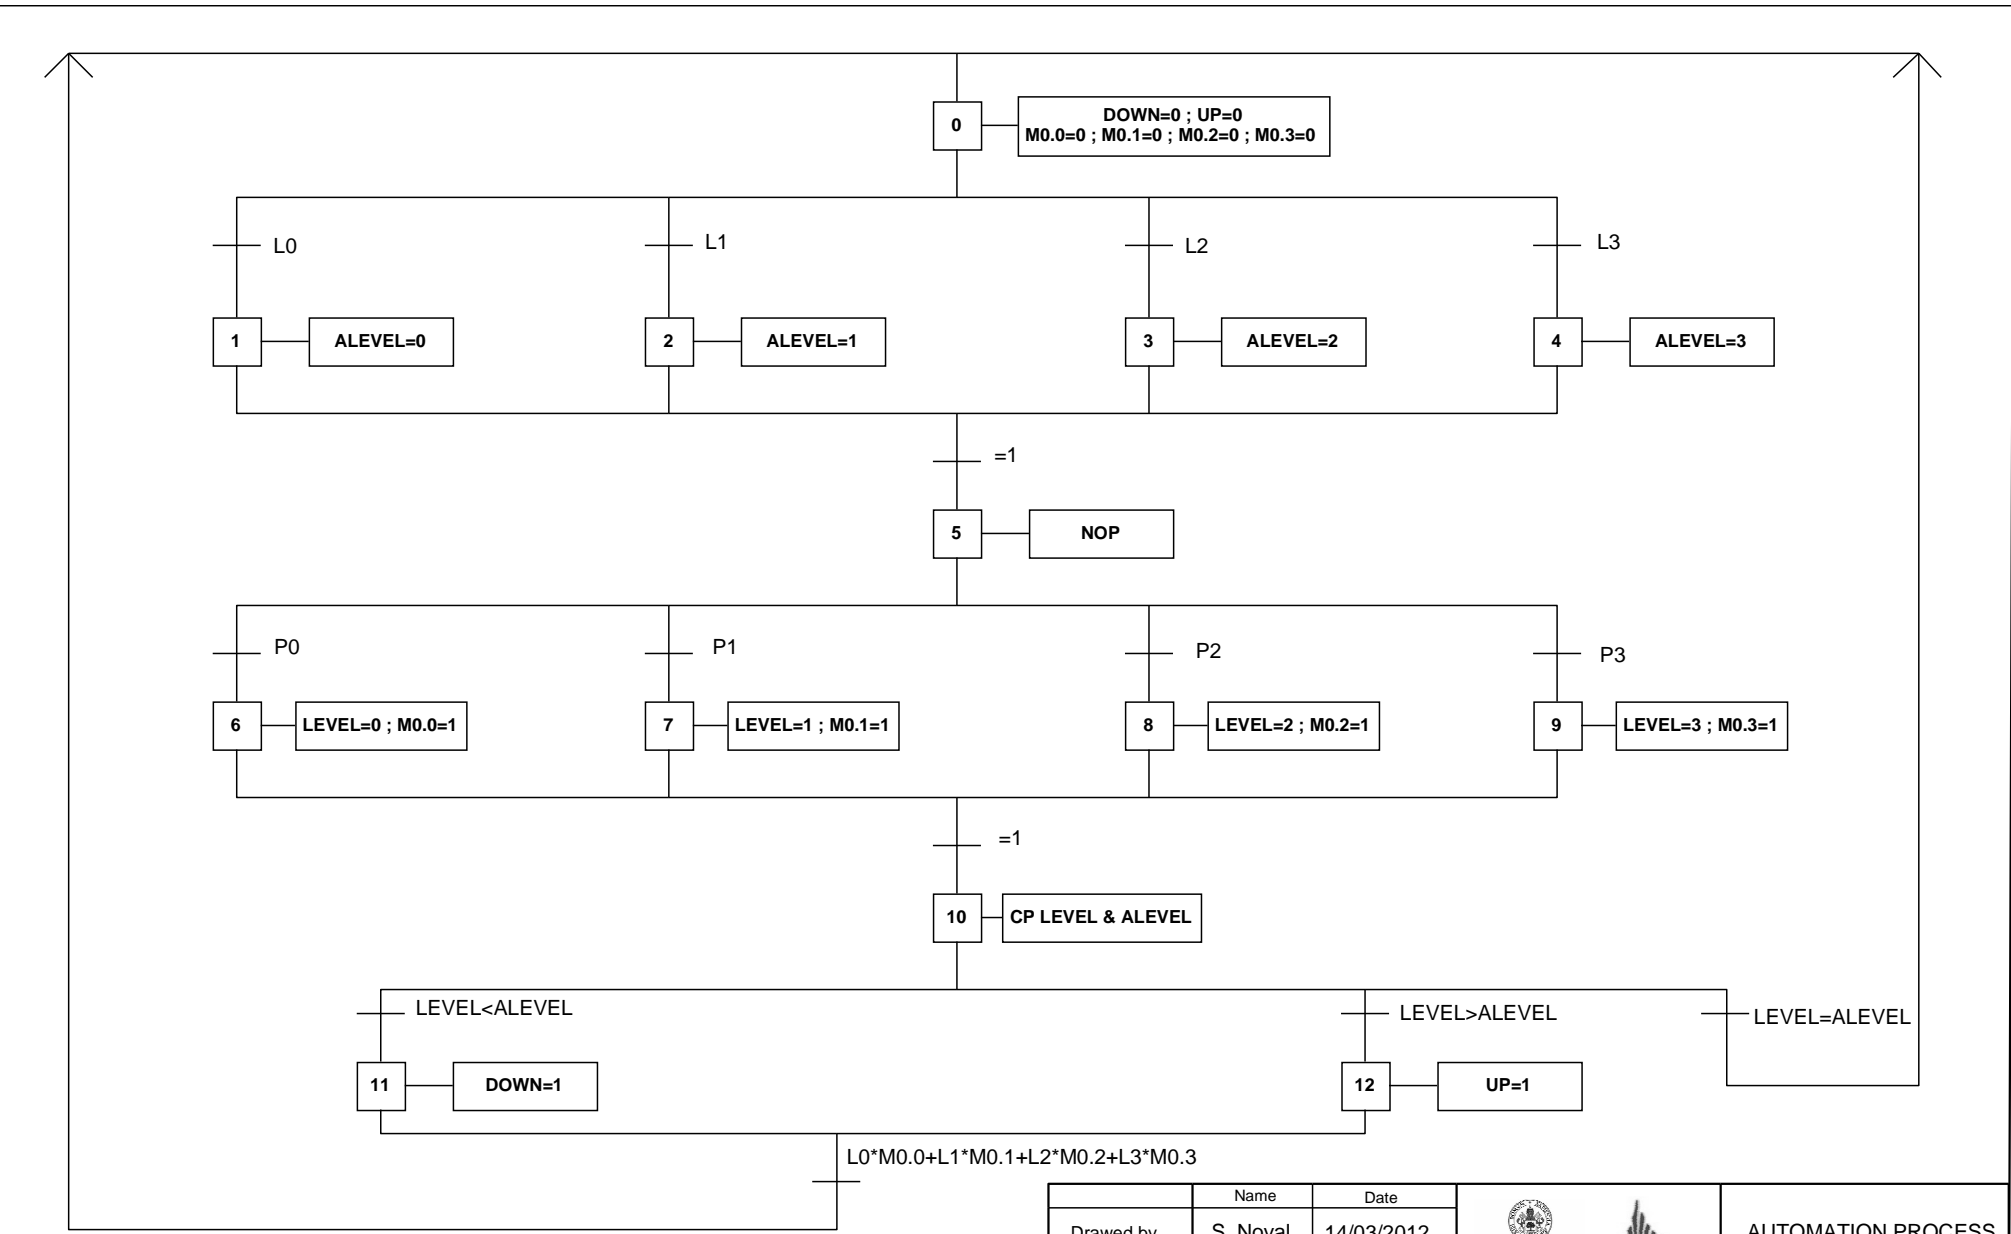 0
DOWN=0 ; UP=0
M0.0=0 ; M0.1=0 ; M0.2=0 ; M0.3=0
L0
L1
L2
L3
1
ALEVEL=0
2
ALEVEL=1
3
ALEVEL=2
4
ALEVEL=3
=1
5
NOP
P0
P1
P2
P3
6
LEVEL=0 ; M0.0=1
7
LEVEL=1 ; M0.1=1
8
LEVEL=2 ; M0.2=1
9
LEVEL=3 ; M0.3=1
=1
10
CP LEVEL & ALEVEL
LEVEL<ALEVEL
LEVEL>ALEVEL
LEVEL=ALEVEL
11
DOWN=1
12
UP=1
L0*M0.0+L1*M0.1+L2*M0.2+L3*M0.3
Name
Date
Drawed by
S. Noval
14/03/2012
AUTOMATION PROCESS